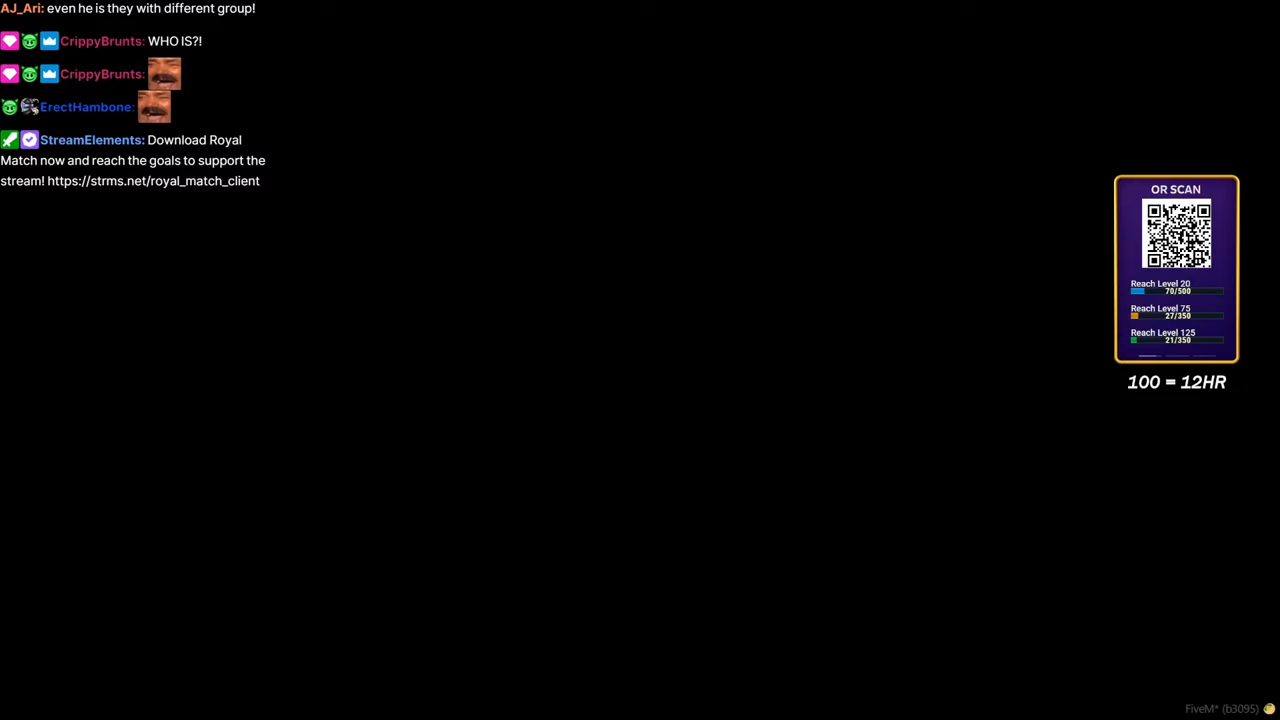 AJ_Ari: even he is they with different group!
CrippyBrunts: WHO IS?!
CrippyBrunts:
ErectHambone:
StreamElements: Download Royal
Match now and reach the goals to support the
stream! https://strms.net/royal_match_client
OR SCAN
Reach Level 20
70/500
Reach Level 75
27/350
Reach Level 125
21/350
100 = 12HR
FiveM* (b3095)